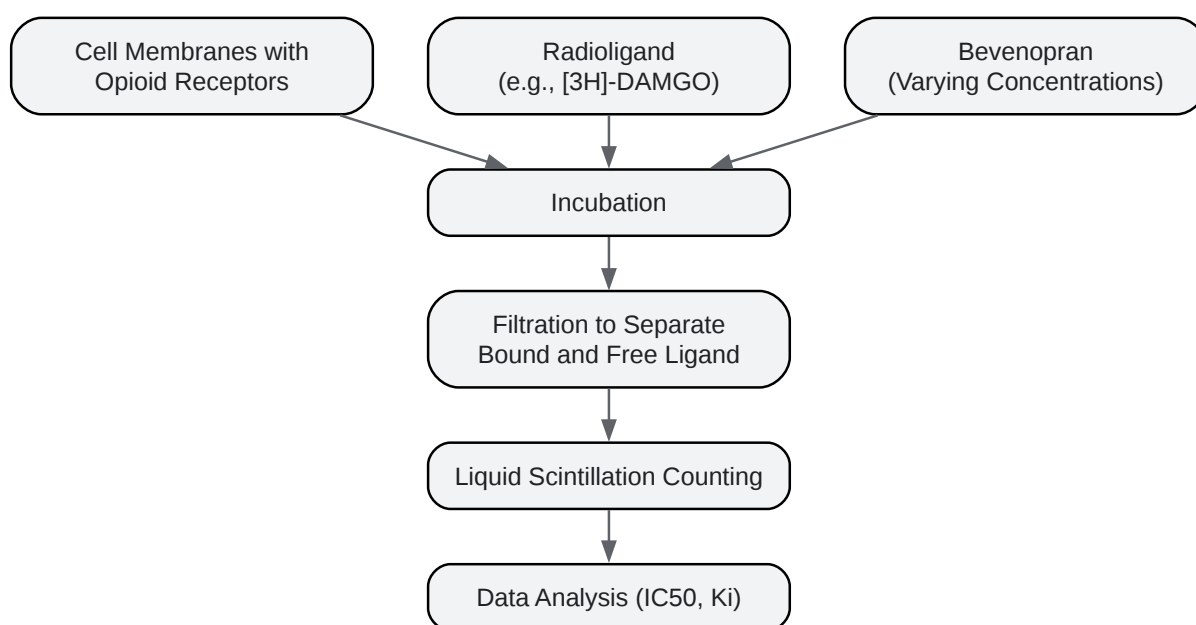 Cell Membranes with
Opioid Receptors
Radioligand
(e.g., [3H]-DAMGO)
Bevenopran
(Varying Concentrations)
Incubation
Filtration to Separate
Bound and Free Ligand
Liquid Scintillation Counting
Data Analysis (IC50, Ki)